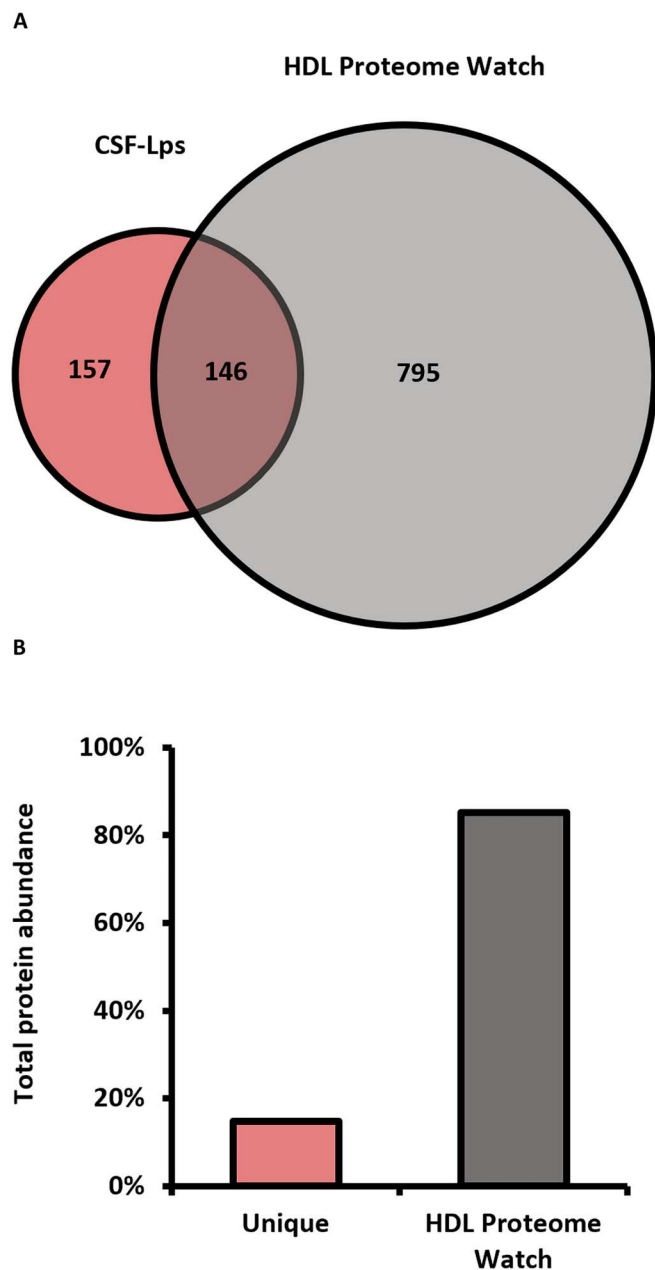 A
HDL Proteome Watch
CSF-Lps
157
146
795
B
Total protein abundance
100%
80%
60%
40%
20%
0%
Unique
HDL Proteome
Watch